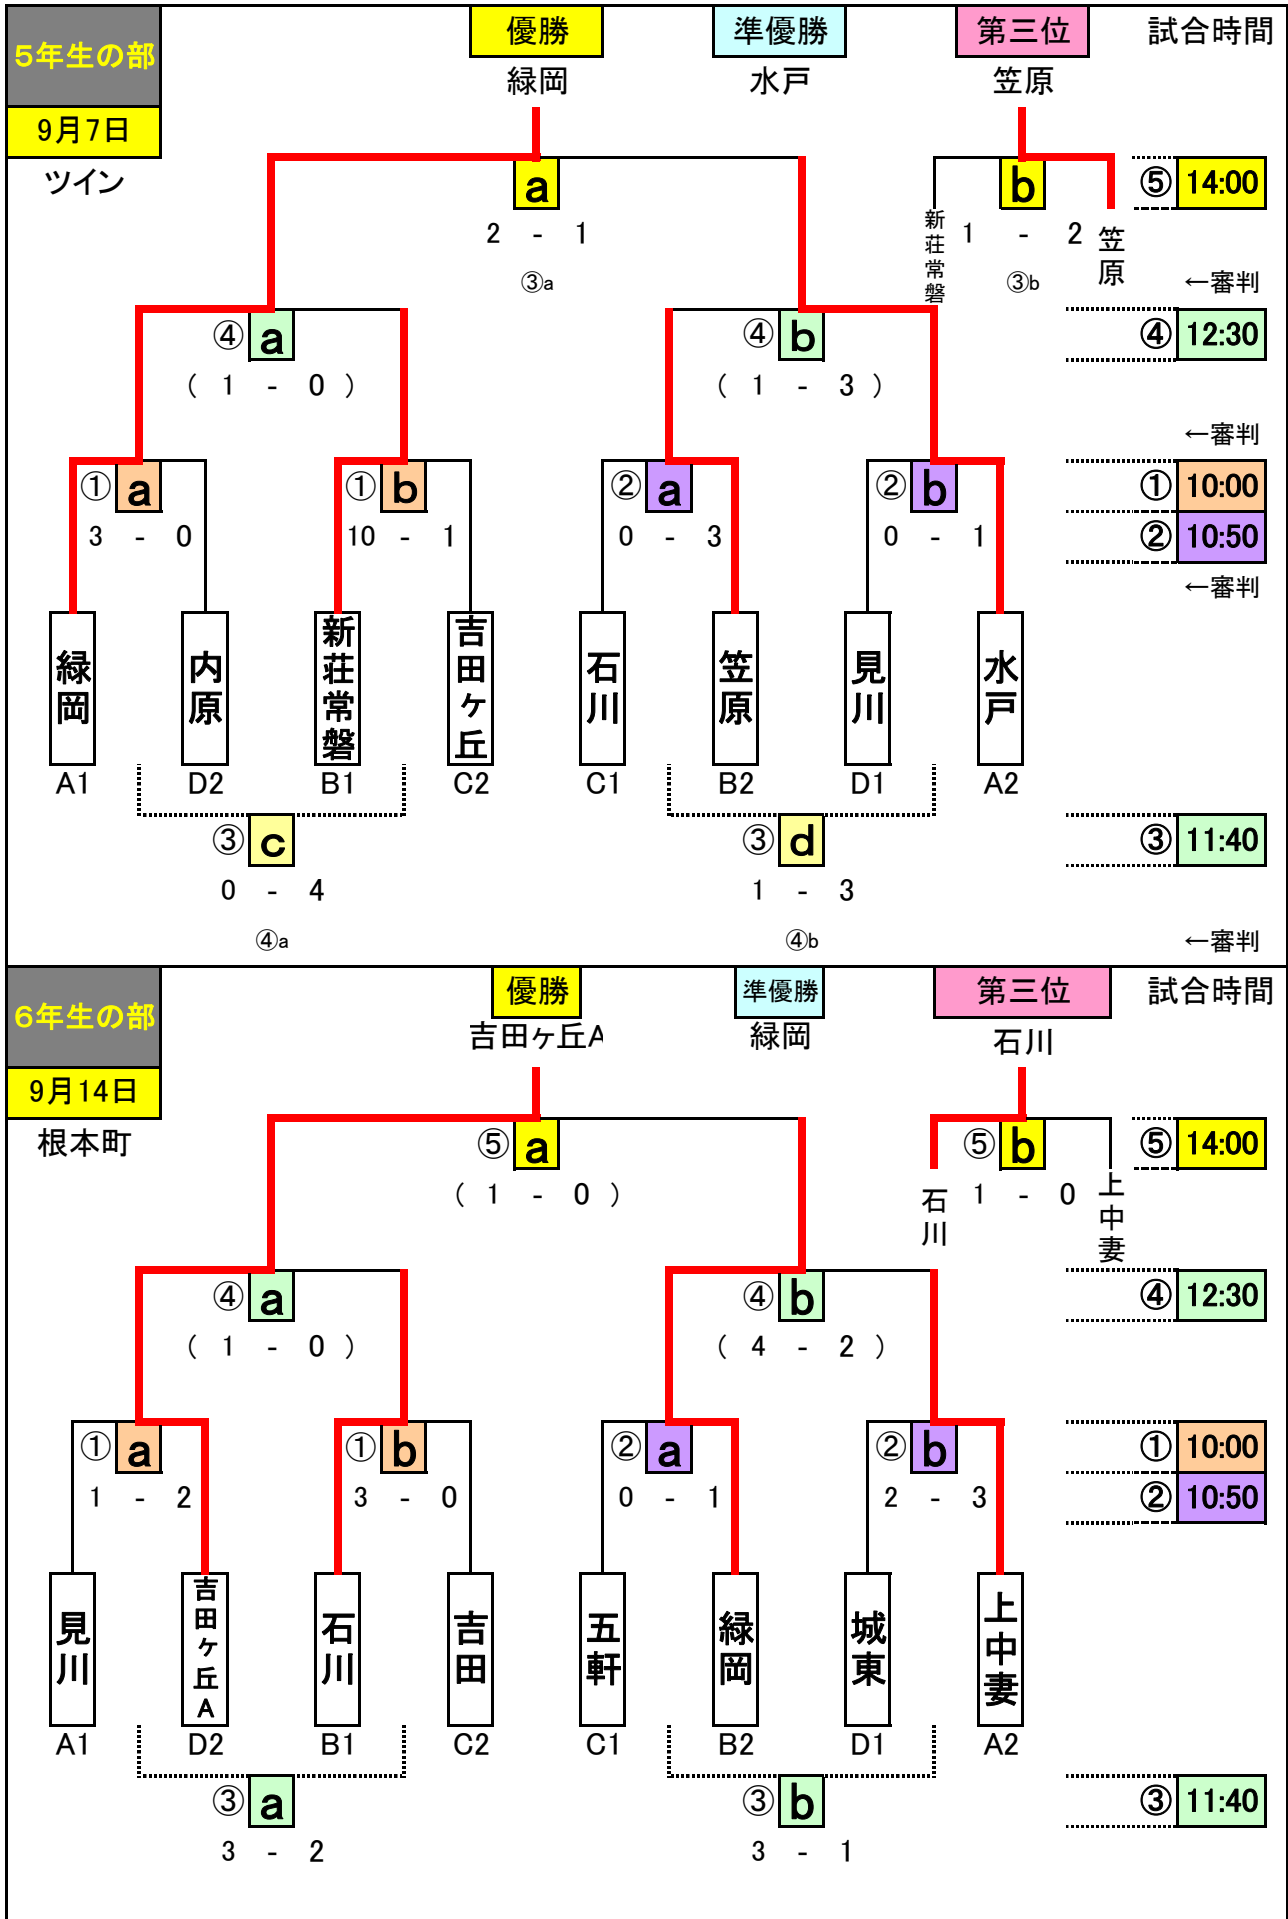 5年生の部
優勝
準優勝
第三位
試合時間
緑岡
水戸
笠原
9月7日
ツイン
a
b
⑤ 14:00
2 - 1
新荘常磐
1 - 2
笠原
③a
③b
←審判
④ a
④ b
④ 12:30
( 1 - 0 )
( 1 - 3 )
←審判
① a
① b
② a
② b
① 10:00
3 - 0
10 - 1
0 - 3
0 - 1
② 10:50
←審判
緑岡
内原
新荘常磐
吉田ヶ丘
石川
笠原
見川
水戸
A1
D2
B1
C2
C1
B2
D1
A2
③ c
③ d
③ 11:40
0 - 4
1 - 3
④a
④b
←審判
6年生の部
優勝
準優勝
第三位
試合時間
吉田ヶ丘A
緑岡
石川
9月14日
根本町
⑤ a
⑤ b
⑤ 14:00
( 1 - 0 )
石川
1 - 0
上中妻
④ a
④ b
④ 12:30
( 1 - 0 )
( 4 - 2 )
① a
① b
② a
② b
① 10:00
1 - 2
3 - 0
0 - 1
2 - 3
② 10:50
見川
吉田ヶ丘A
石川
吉田
五軒
緑岡
城東
上中妻
A1
D2
B1
C2
C1
B2
D1
A2
③ a
③ b
③ 11:40
3 - 2
3 - 1